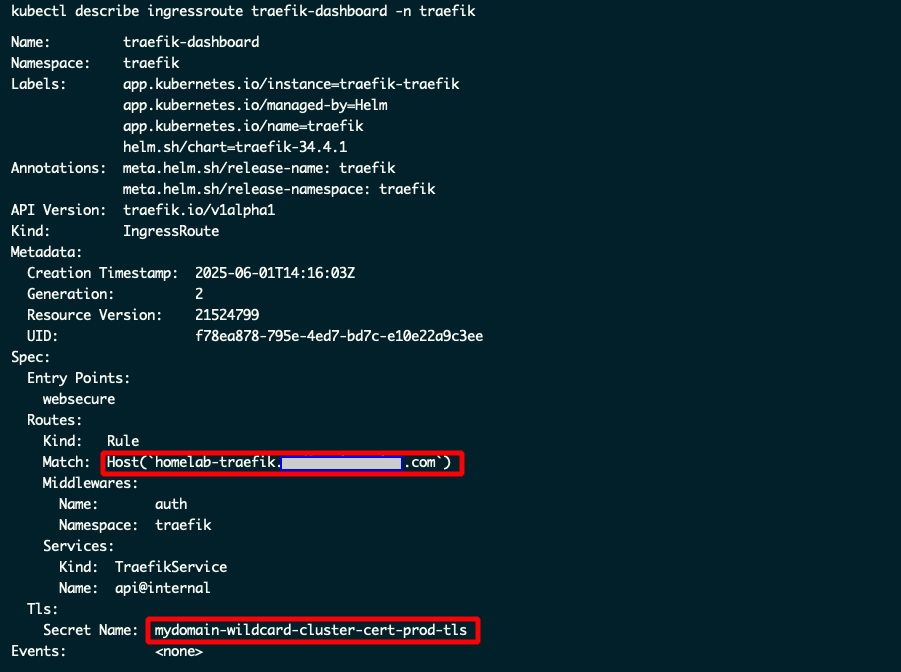 kubectl describe ingressroute traefik-dashboard -n traefik
Name: traefik-dashboard
Namespace: traefik
Labels: app.kubernetes.io/instance=traefik-traefik
app.kubernetes.io/managed-by=Helm
app.kubernetes.io/name=traefik
helm.sh/chart=traefik-34.4.1
Annotations: meta.helm.sh/release-name: traefik
meta.helm.sh/release-namespace: traefik
API Version: traefik.io/v1alpha1
Kind: IngressRoute
Metadata:
Creation Timestamp: 2025-06-01T14:16:03Z
Generation: 2
Resource Version: 21524799
UID: f78ea878-795e-4ed7-bd7c-e10e22a9c3ee
Spec:
Entry Points:
websecure
Routes:
Kind: Rule
Match: Host(`homelab-traefik. .com`)
Middlewares:
Name: auth
Namespace: traefik
Services:
Kind: TraefikService
Name: api@internal
Tls:
Secret Name: mydomain-wildcard-cluster-cert-prod-tls
Events: <none>